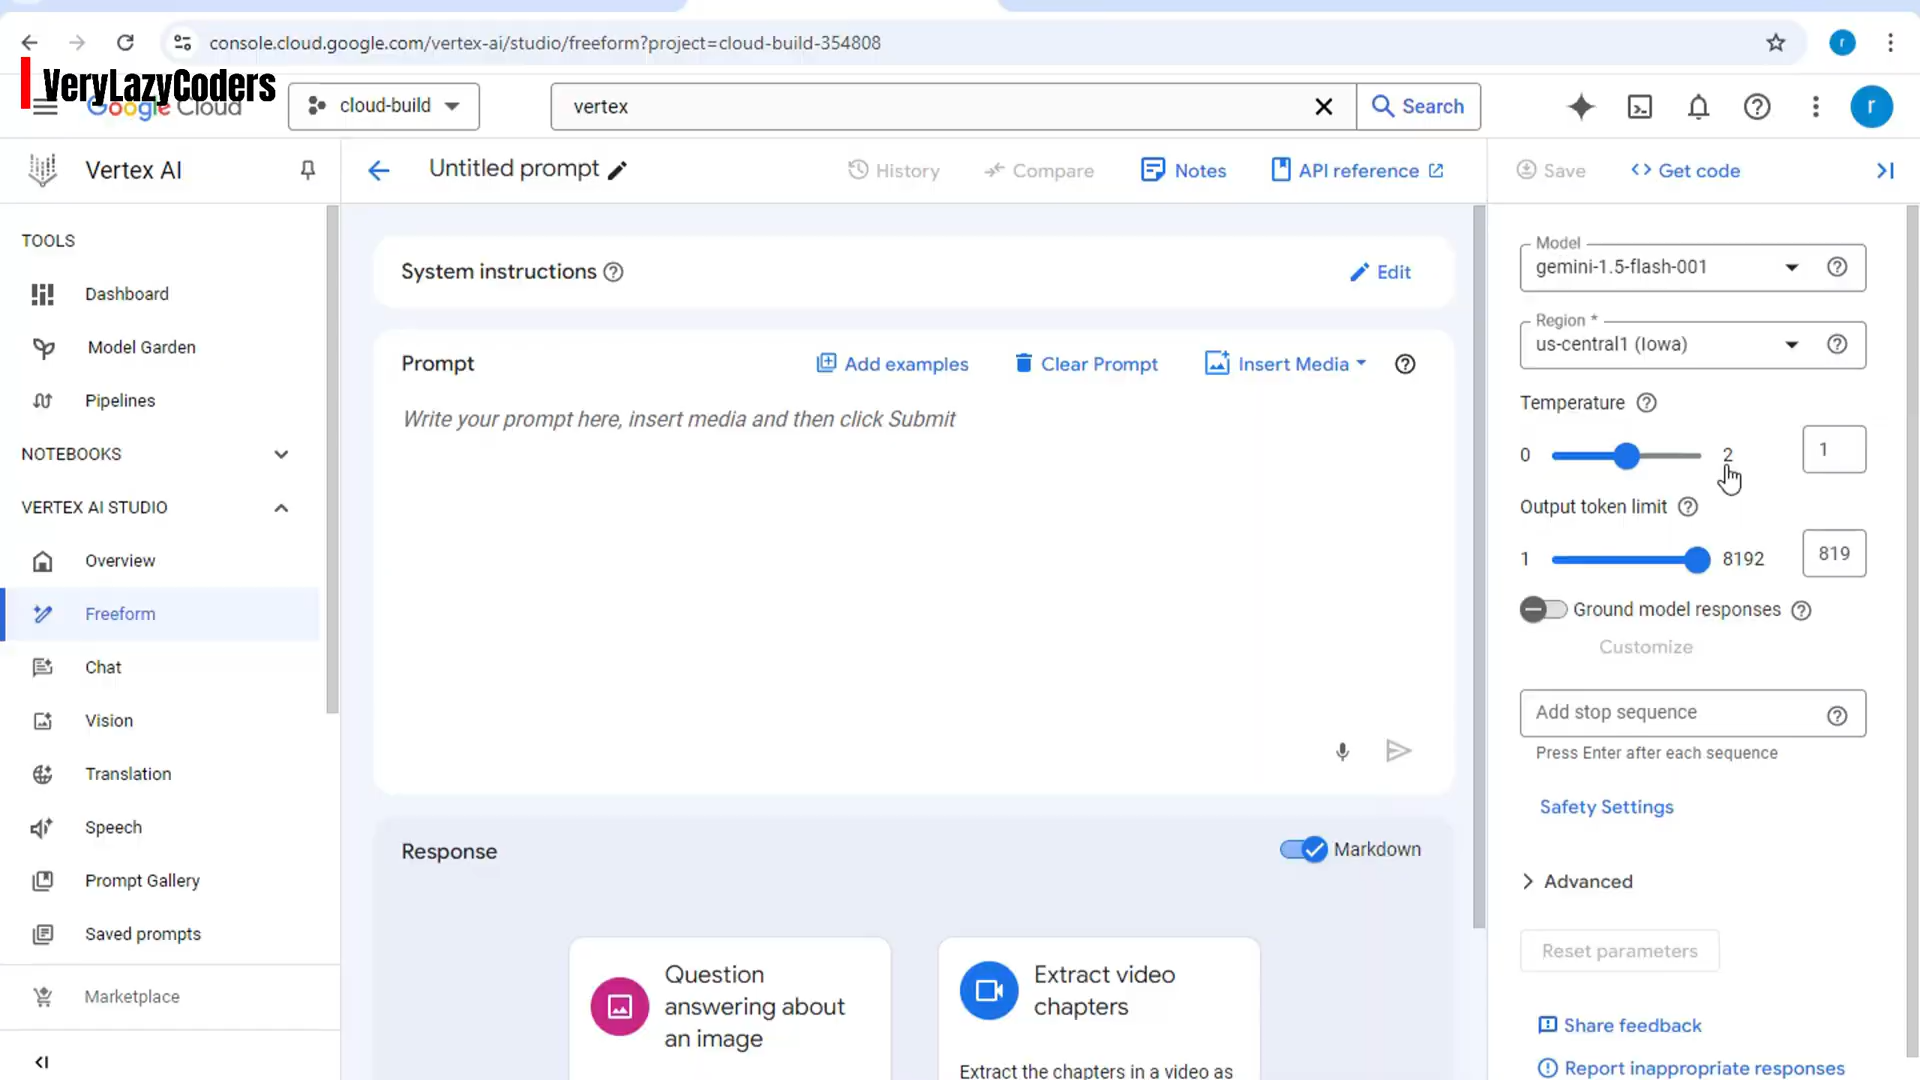 console.cloud.google.com/vertex-ai/studio/freeform?project=cloud-build-354808
r
VeryLazyCoders
Google Cloud
cloud-build
vertex
Search
r
Vertex AI
Untitled prompt
History
Compare
Notes
API reference
Save
Get code
TOOLS
Dashboard
Model Garden
Pipelines
NOTEBOOKS
VERTEX AI STUDIO
Overview
Freeform
Chat
Vision
Translation
Speech
Prompt Gallery
Saved prompts
Marketplace
System instructions
Edit
Prompt
Add examples
Clear Prompt
Insert Media
Write your prompt here, insert media and then click Submit
Response
Markdown
Question
answering about
an image
Extract video
chapters
Extract the chapters in a video as
Model
gemini-1.5-flash-001
Region *
us-central1 (Iowa)
Temperature
0
2
1
Output token limit
1
8192
819
Ground model responses
Customize
Add stop sequence
Press Enter after each sequence
Safety Settings
Advanced
Reset parameters
Share feedback
Report inappropriate responses